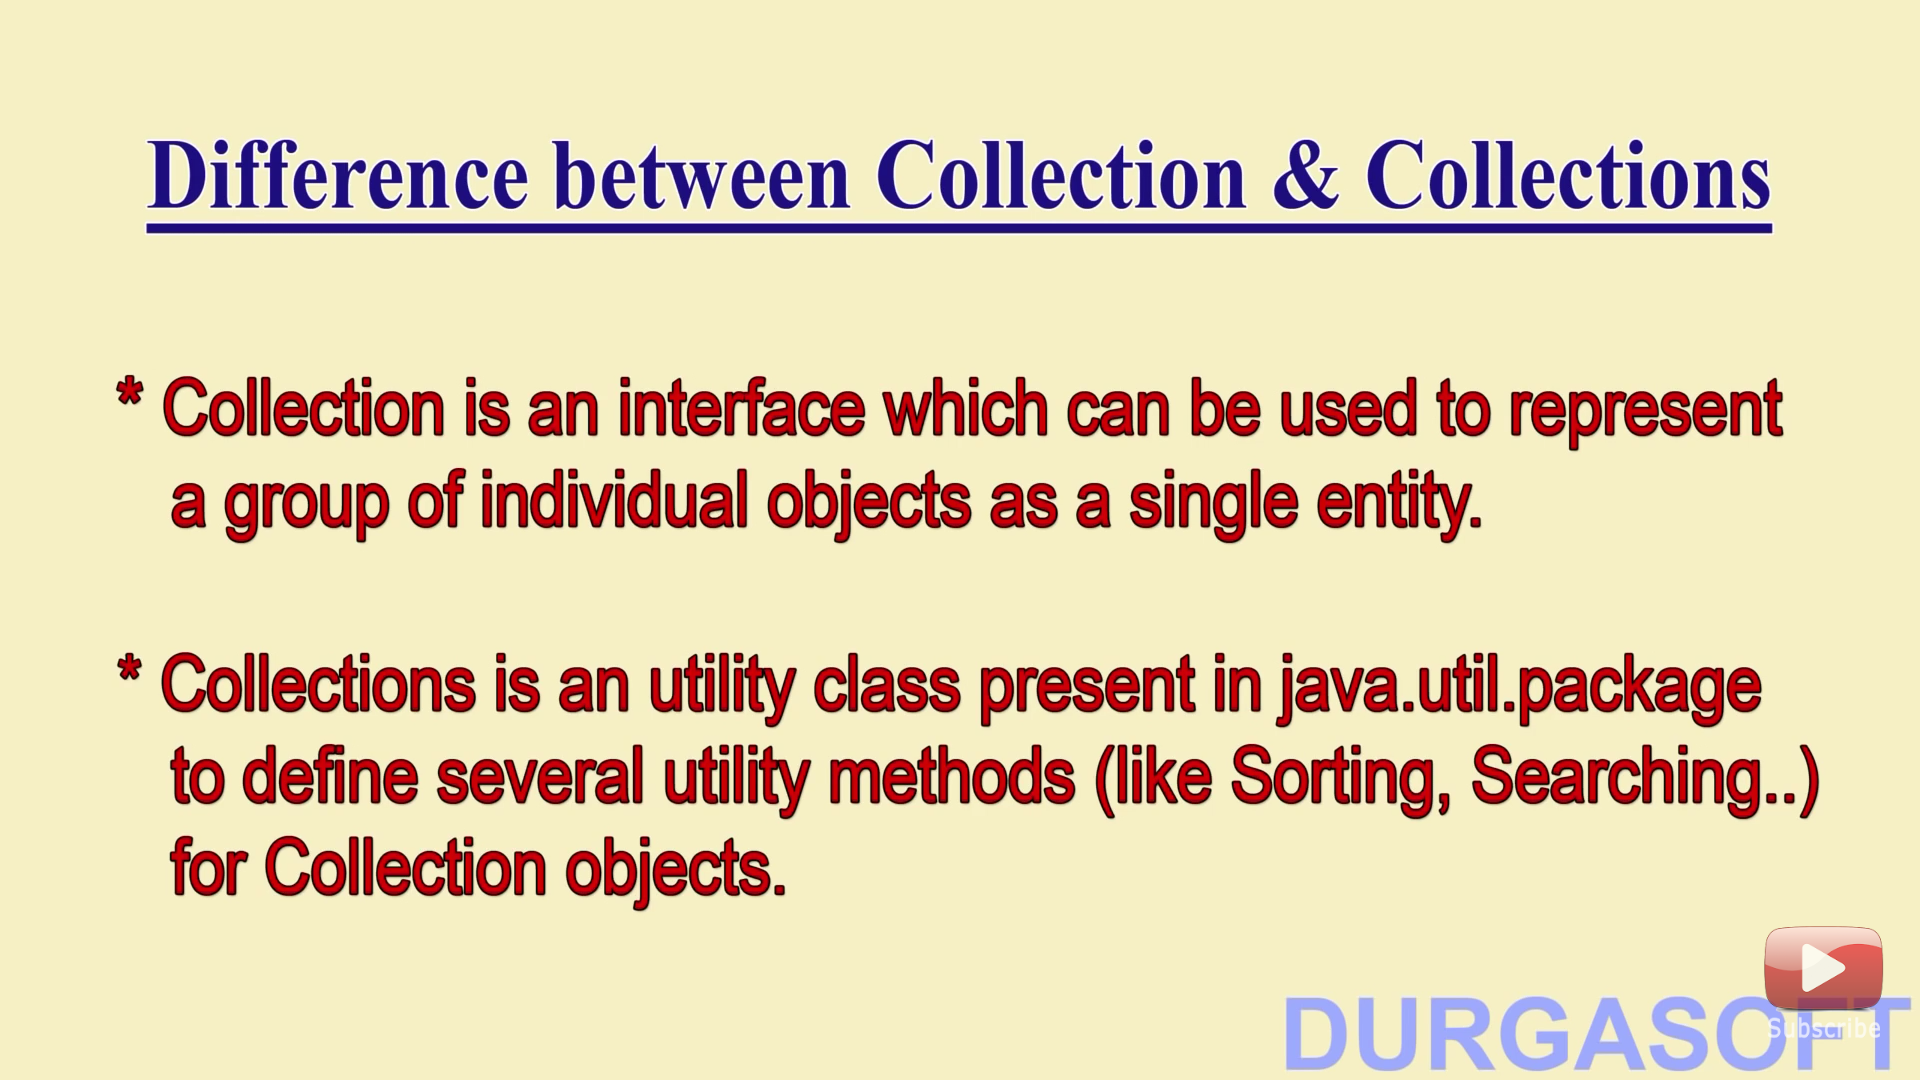 Difference between Collection & Collections
* Collection is an interface which can be used to represent
a group of individual objects as a single entity.
* Collections is an utility class present in java.util.package
to define several utility methods (like Sorting, Searching..)
for Collection objects.
Subscribe
DURGASOFT